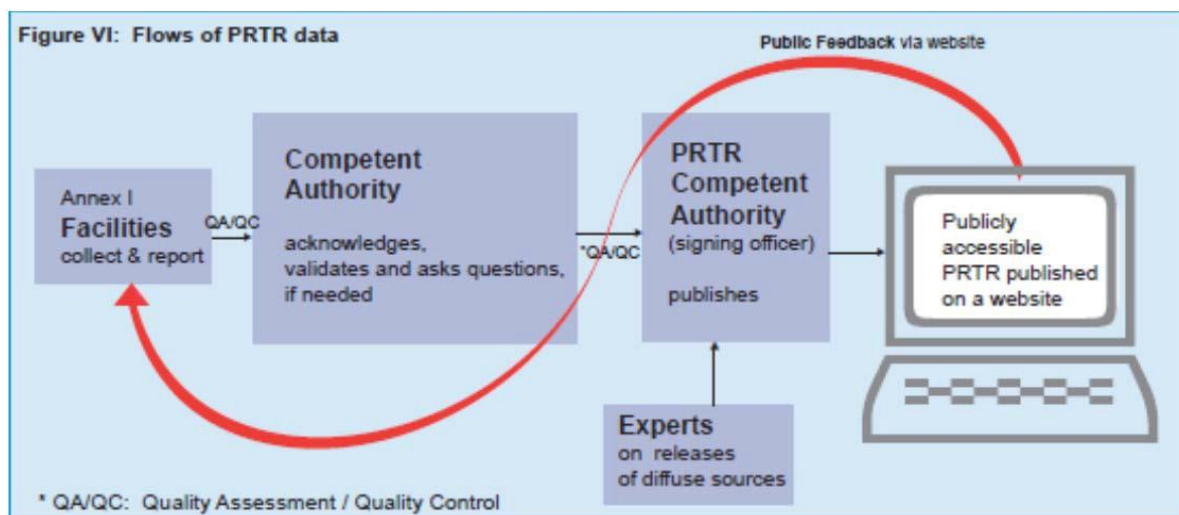 Figure VI: Flows of PRTR data
Public Feedback via website
Annex I
Facilities
collect & report
QA/QC
Competent
Authority
acknowledges,
validates and asks questions,
if needed
*QA/QC
PRTR
Competent
Authority
(signing officer)
publishes
Publicly
accessible
PRTR published
on a website
Experts
on releases
of diffuse sources
* QA/QC: Quality Assessment / Quality Control